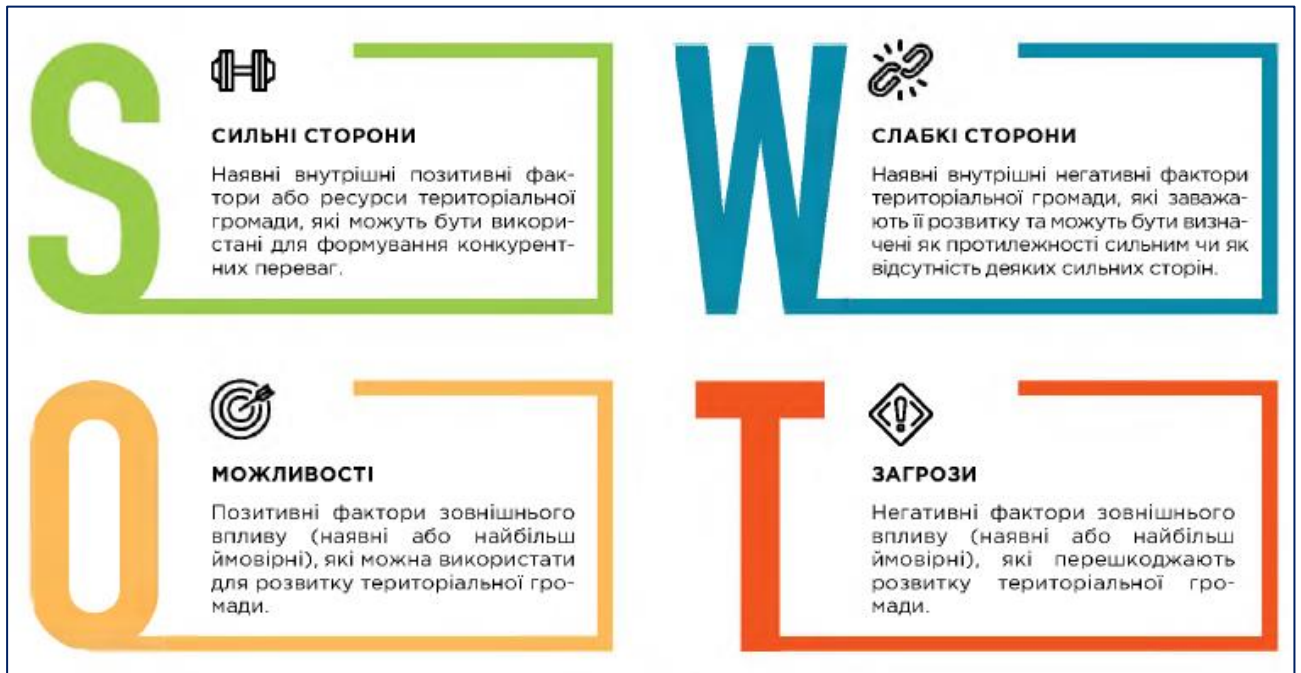 S
СИЛЬНІ СТОРОНИ
Наявні внутрішні позитивні фак-
тори або ресурси територіальної
громади, які можуть бути викори-
стані для формування конкурент-
них переваг.
W
СЛАБКІ СТОРОНИ
Наявні внутрішні негативні фактори
територіальної громади, які заважа-
ють її розвитку та можуть бути визна-
чені як протилежності сильним чи як
відсутність деяких сильних сторін.
O
МОЖЛИВОСТІ
Позитивні фактори зовнішнього
впливу (наявні або найбільш
ймовірні), які можна використати
для розвитку територіальної гро-
мади.
T
ЗАГРОЗИ
Негативні фактори зовнішнього
впливу (наявні або найбільш
ймовірні), які перешкоджають
розвитку територіальної гро-
мади.